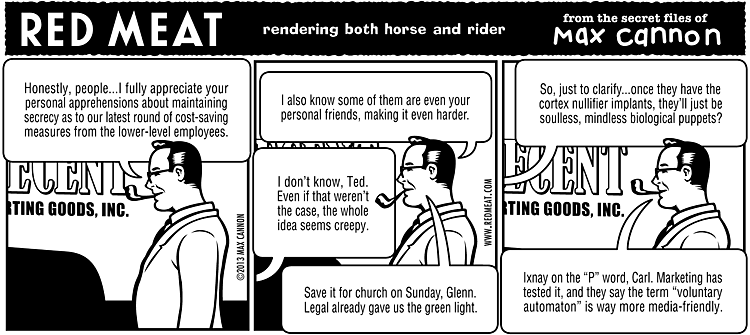 RED MEAT
rendering both horse and rider
from the secret files of
Max Cannon
Honestly, people...I fully appreciate your
personal apprehensions about maintaining
secrecy as to our latest round of cost-saving
measures from the lower-level employees.
ECENT
RTING GOODS, INC.
©2013 MAX CANNON
I also know some of them are even your
personal friends, making it even harder.
I don't know, Ted.
Even if that weren't
the case, the whole
idea seems creepy.
Save it for church on Sunday, Glenn.
Legal already gave us the green light.
WWW.REDMEAT.COM
So, just to clarify...once they have the
cortex nullifier implants, they'll just be
soulless, mindless biological puppets?
ECENT
RTING GOODS, INC.
Ixnay on the “P” word, Carl. Marketing has
tested it, and they say the term “voluntary
automaton” is way more media-friendly.